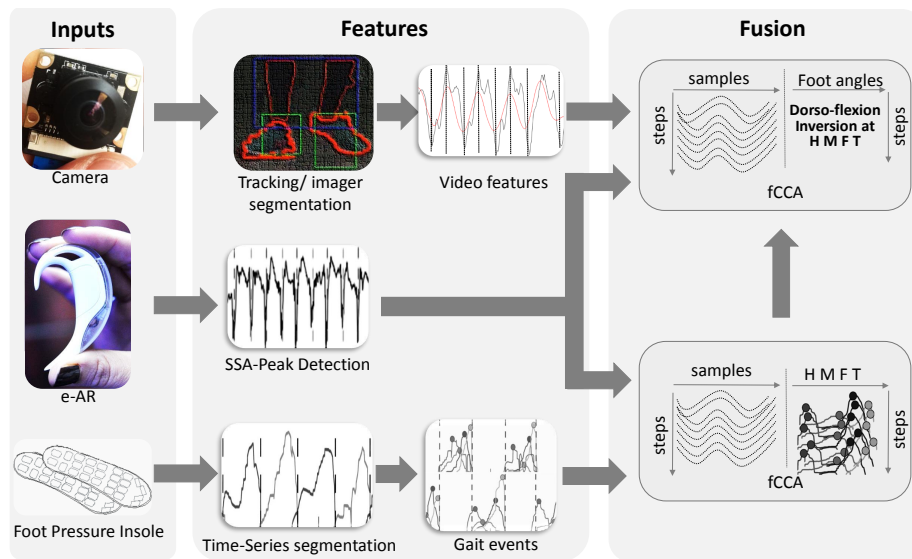 Inputs
Features
Fusion
Camera
Tracking/ imager
segmentation
Video features
samples
Foot angles
steps
Dorso-flexion
Inversion at
H M F T
steps
fCCA
e-AR
SSA-Peak Detection
samples
H M F T
steps
fCCA
Foot Pressure Insole
Time-Series segmentation
Gait events